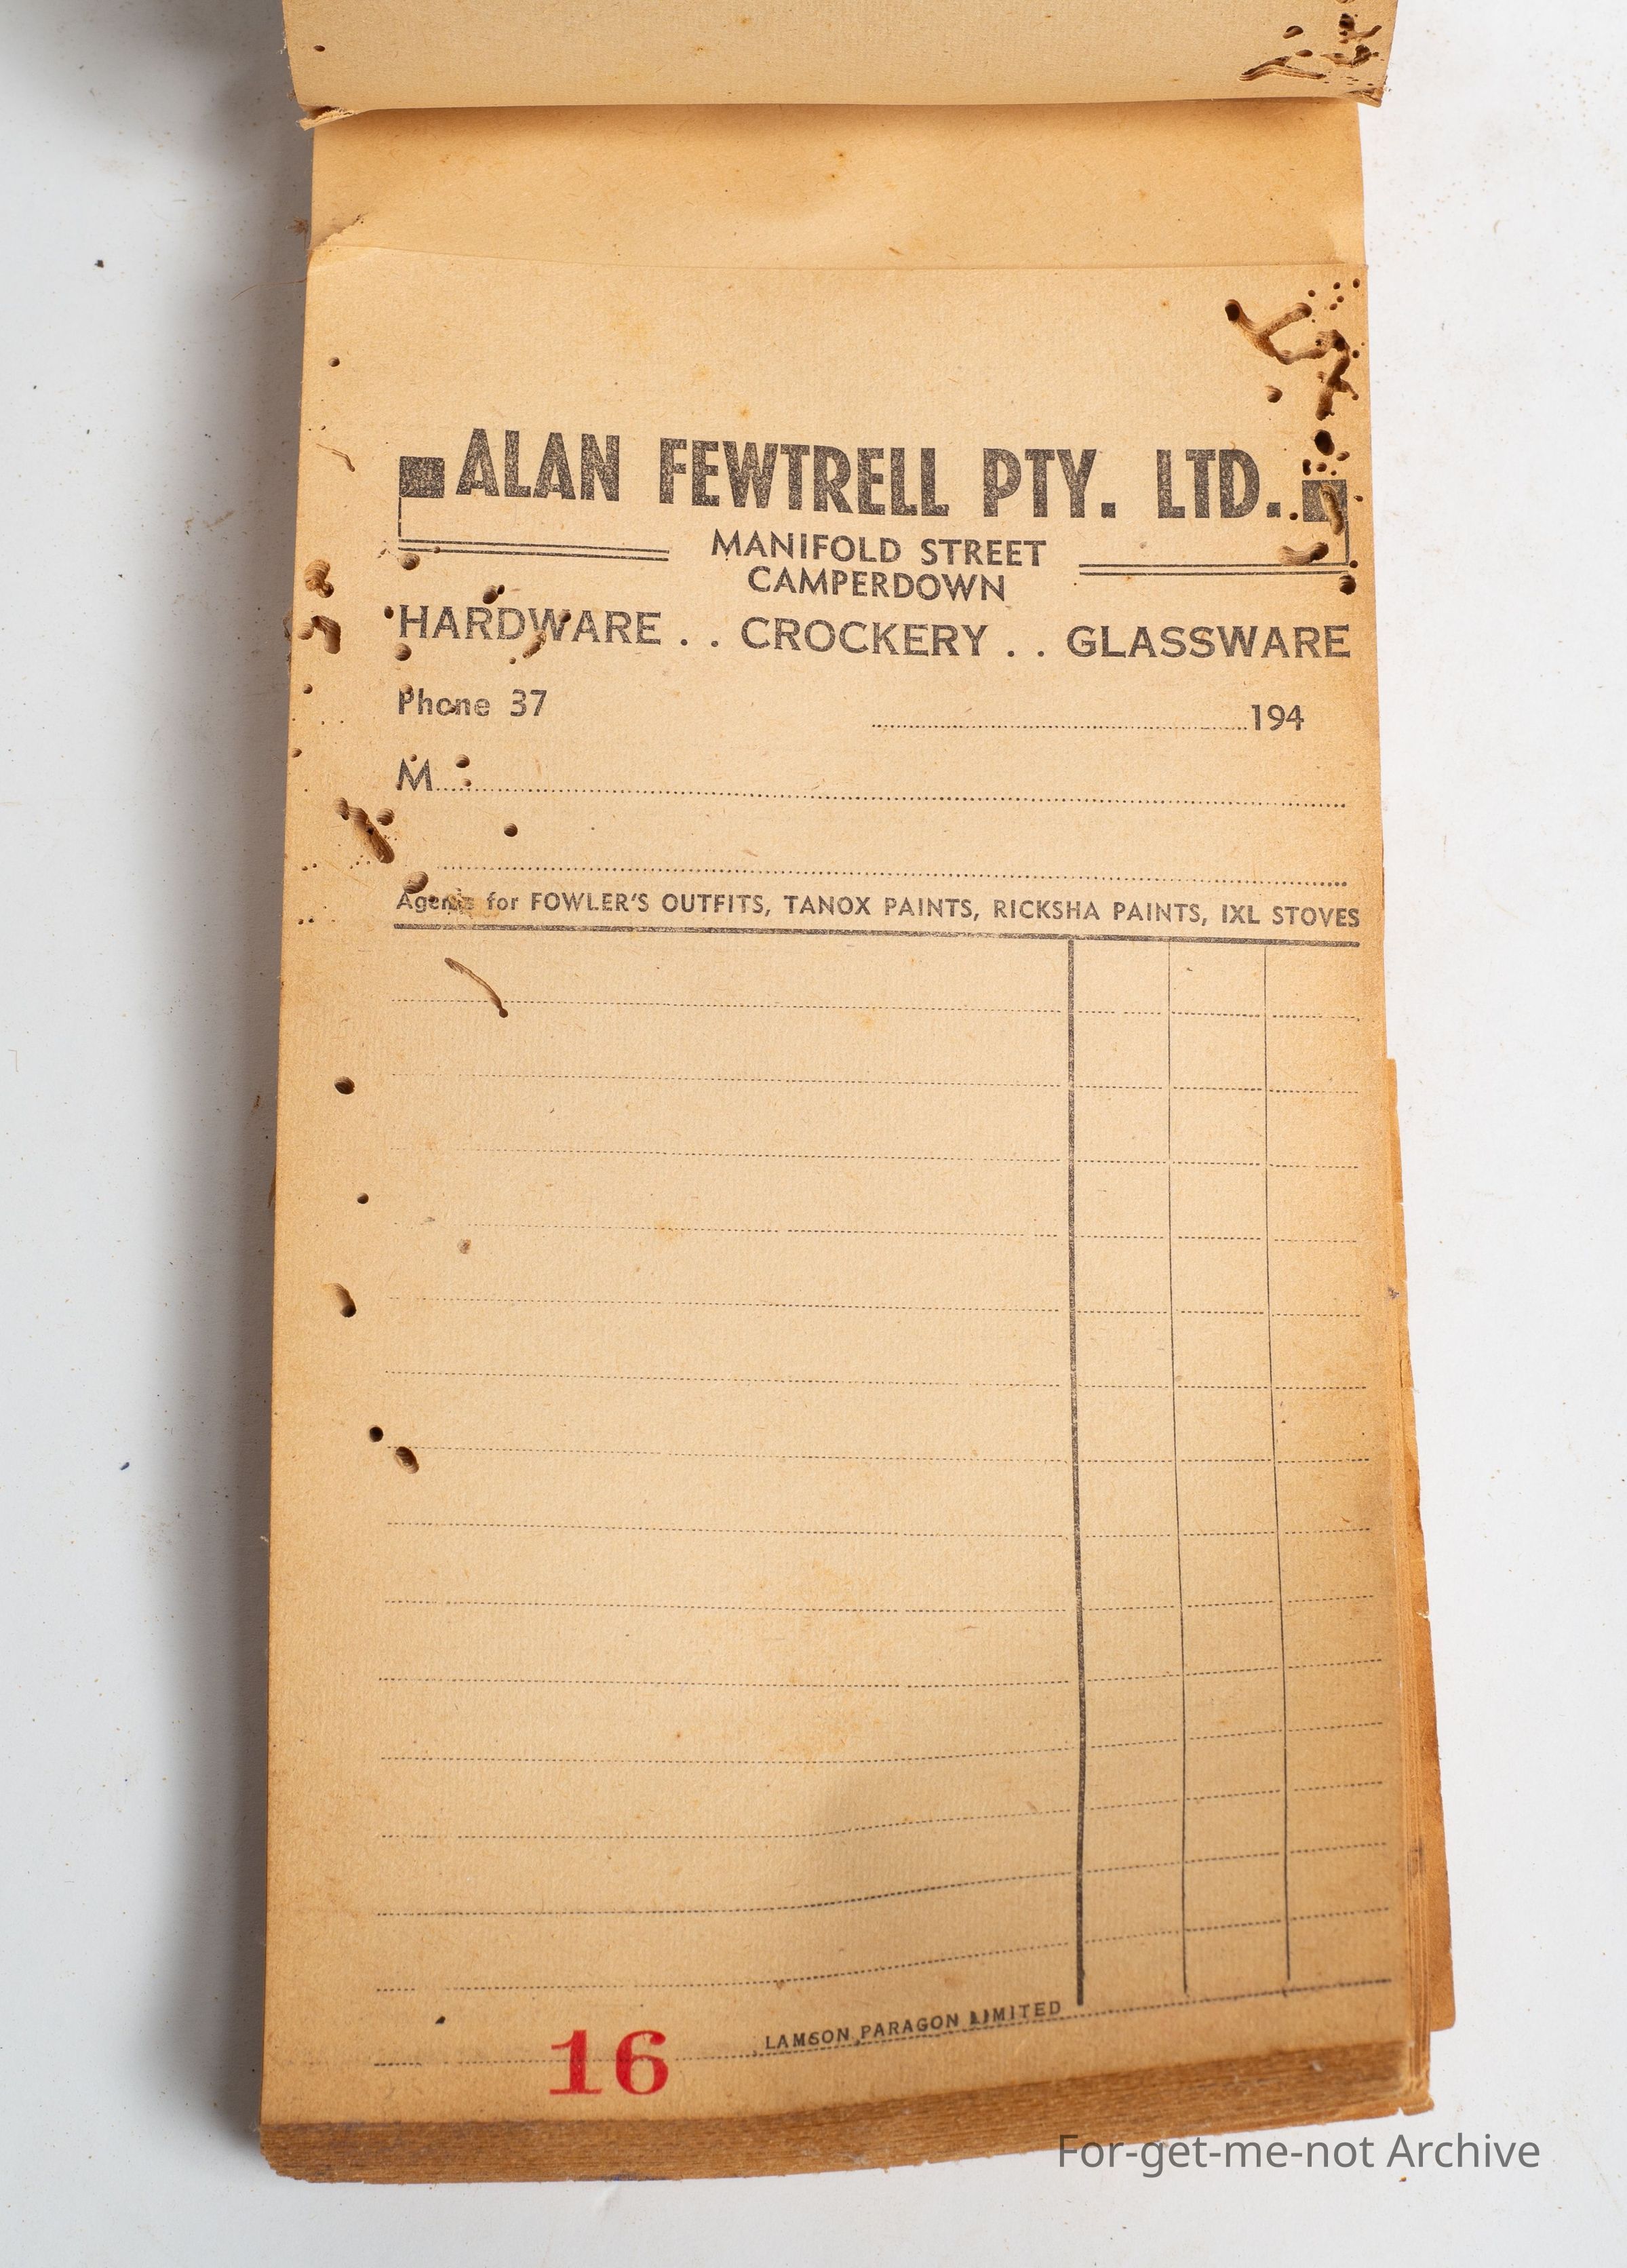 ALAN FEWTRELL PTY. LTD.
MANIFOLD STREET
CAMPERDOWN
HARDWARE . . CROCKERY . . GLASSWARE
Phone 37 194
M
Agents for FOWLER'S OUTFITS, TANOX PAINTS, RICKSHA PAINTS, IXL STOVES
LAMSON PARAGON LIMITED
16
For-get-me-not Archive